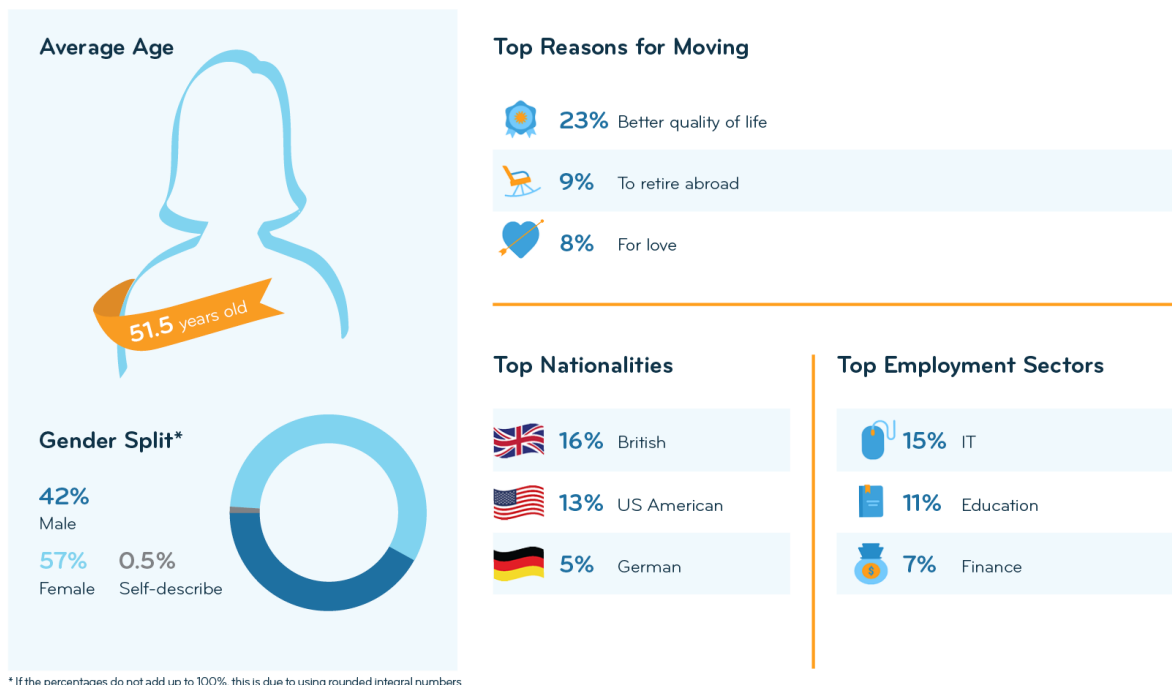 Average Age
51.5 years old
Gender Split*
42%
Male
57% 0.5%
Female Self-describe
Top Reasons for Moving
23% Better quality of life
9% To retire abroad
8% For love
Top Nationalities
16% British
13% US American
5% German
Top Employment Sectors
15% IT
11% Education
$ 7% Finance
* If the percentages do not add up to 100%, this is due to using rounded integral numbers